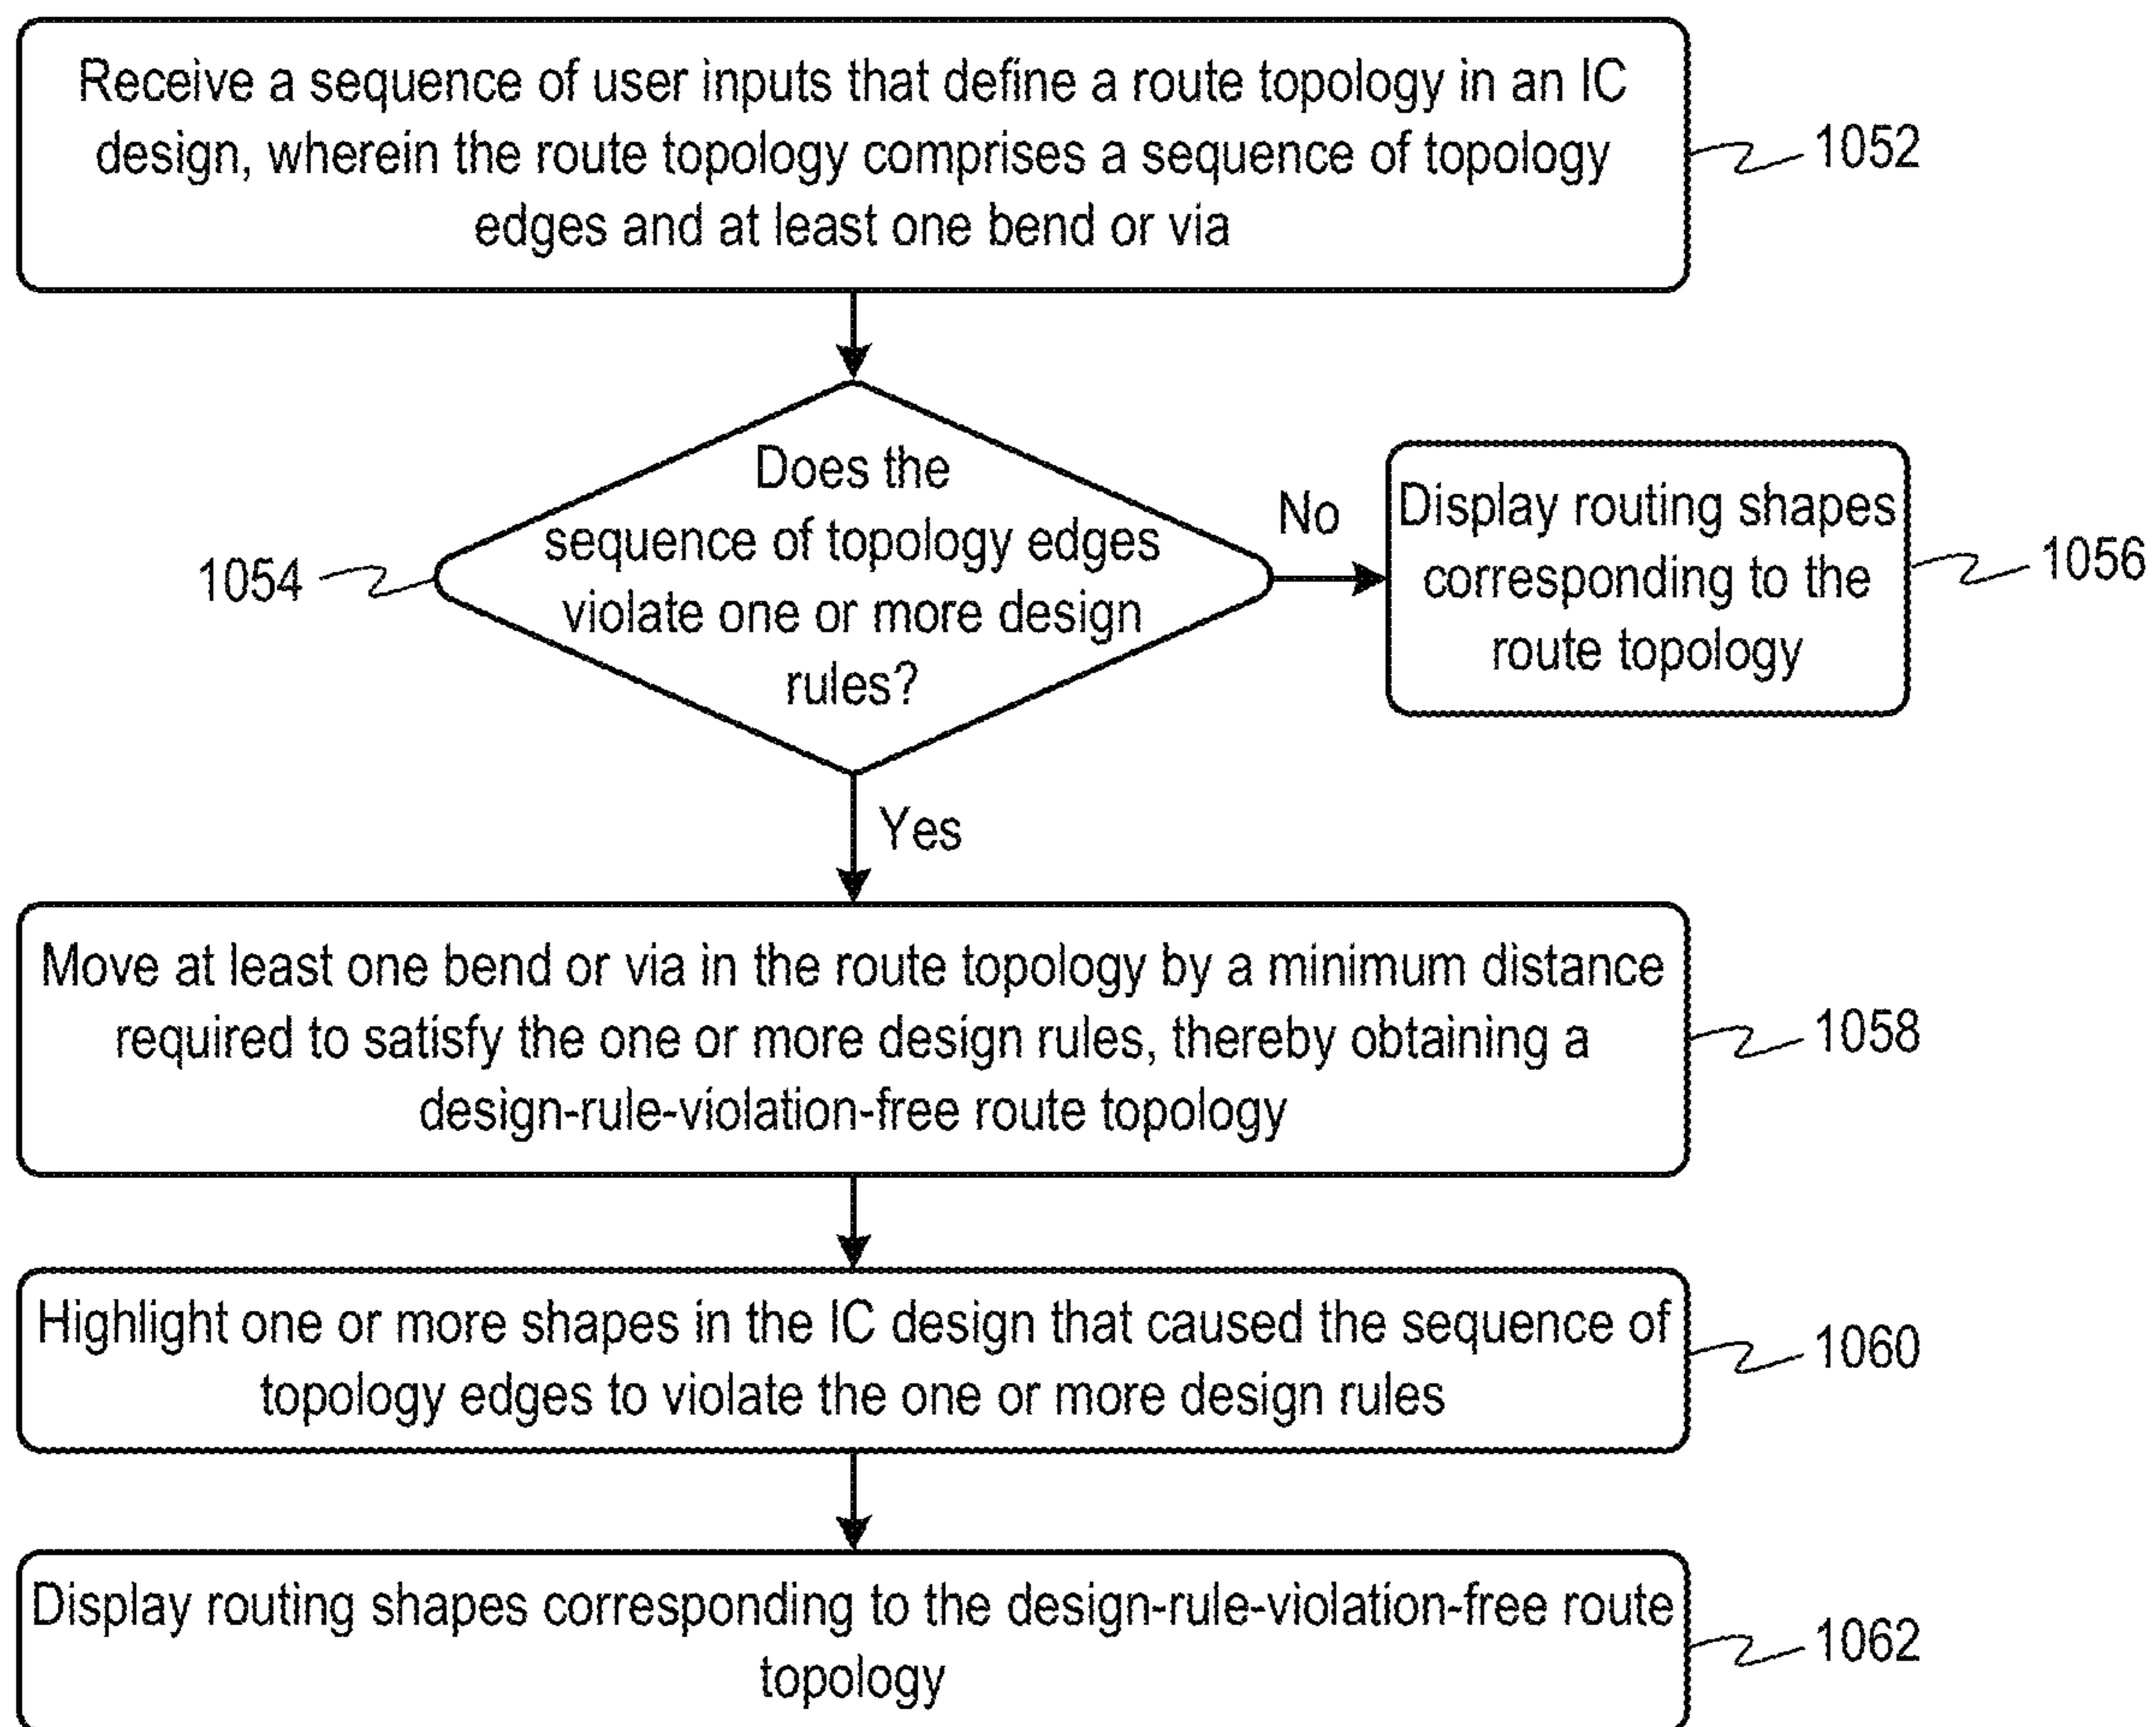 Receive a sequence of user inputs that define a route topology in an IC
design, wherein the route topology comprises a sequence of topology
edges and at least one bend or via
1052
Does the
sequence of topology edges
violate one or more design
rules?
1054
No
Display routing shapes
corresponding to the
route topology
1056
Yes
Move at least one bend or via in the route topology by a minimum distance
required to satisfy the one or more design rules, thereby obtaining a
design-rule-violation-free route topology
1058
Highlight one or more shapes in the IC design that caused the sequence of
topology edges to violate the one or more design rules
1060
Display routing shapes corresponding to the design-rule-violation-free route
topology
1062